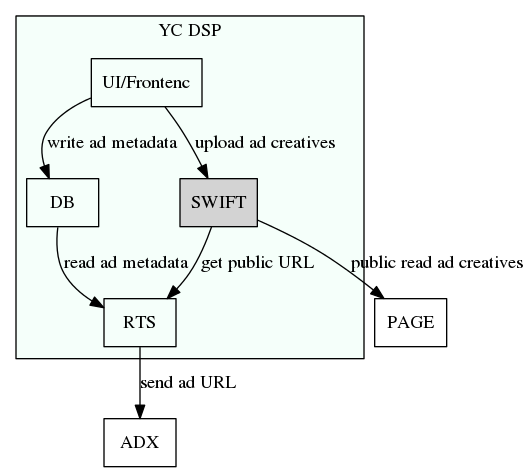 YC DSP
UI/Frontenc
write ad metadata
upload ad creatives
DB
SWIFT
read ad metadata
get public URL
public read ad creatives
RTS
PAGE
send ad URL
ADX